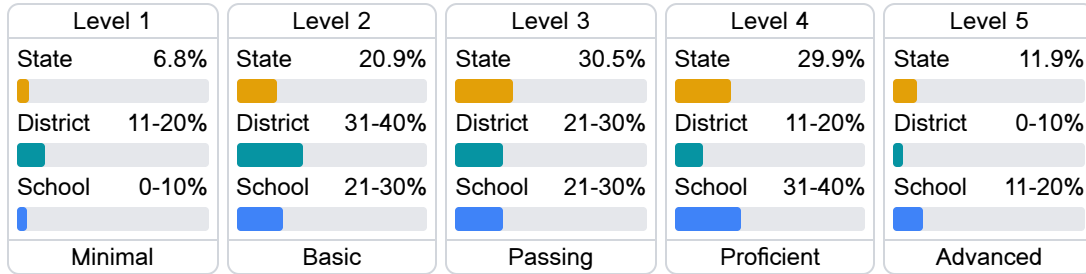 Level 1
State 6.8%
District 11-20%
School 0-10%
Minimal
Level 2
State 20.9%
District 31-40%
School 21-30%
Basic
Level 3
State 30.5%
District 21-30%
School 21-30%
Passing
Level 4
State 29.9%
District 11-20%
School 31-40%
Proficient
Level 5
State 11.9%
District 0-10%
School 11-20%
Advanced